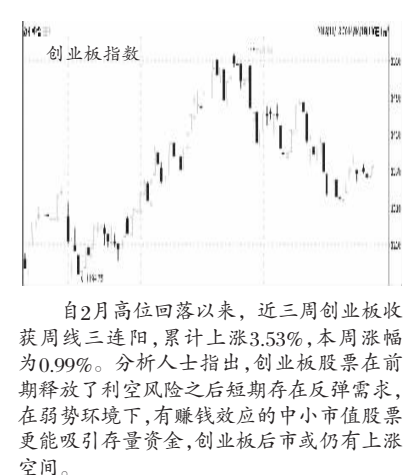 创业板指数
自2月高位回落以来，近三周创业板收
获周线三连阳，累计上涨3.53%，本周涨幅
为0.99%。分析人士指出，创业板股票在前
期释放了利空风险之后短期存在反弹需求，
在弱势环境下，有赚钱效应的中小市值股票
更能吸引存量资金，创业板后市或仍有上涨
空间。